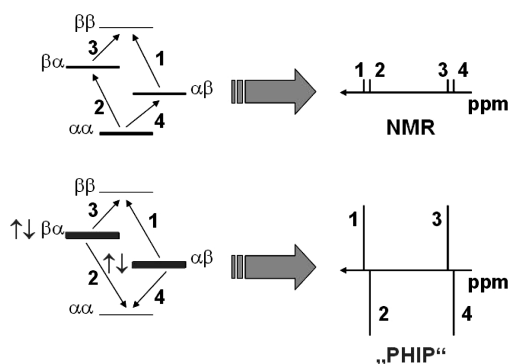 ββ
3 1
βα αβ
2 4
αα
1 2 3 4
ppm
NMR
ββ
3 1
↑↓ βα ↑↓ αβ
2 4
αα
1 3
ppm
2 4
„PHIP“